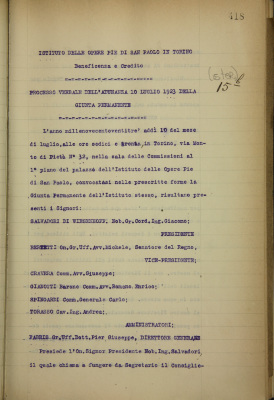 418
ISTITUTO DELLE OPERE PIE DI SAN PAOLO IN TORINO
Beneficenza e Credito
15
PROCESSO VERBALE DELL'ADUNANZA 10 LUGLIO 1923 DELLA
GIUNTA PERMANENTE
L'anno millenovecentoventitre' addì 10 del mese
di luglio, alle ore sedici e trenta, in Torino, via Mon-
te di Pietà N° 32, nella sala delle Commissioni al
1° piano del palazzo dell'Istituto delle Opere Pie
di San Paolo, convocatasi nelle prescritte forme la
Giunta Permanente dell'Istituto stesso, risultano pre-
senti i Signori:
SALVADORI DI WIESENHOFF, Nob. Gr. Cord. Ing. Giacomo;
PRESIDENTE
On. Gr. Uff. Avv. Michele, Senatore del Regno,
VICE-PRESIDENTE;
Comm. Avv. Giuseppe;
Barone Comm. Avv. Romano Enrico;
SPINGARDI Comm. Generale Carlo;
TORASSO Cav. Ing. Andrea;
AMMINISTRATORI;
Gr. Uff. Dott. Pier Giuseppe, DIRETTORE GENERALE
Presiede l'On. Signor Presidente Nob. Ing. Salvadori,
il quale chiama a fungere da Segretario il Consiglie-